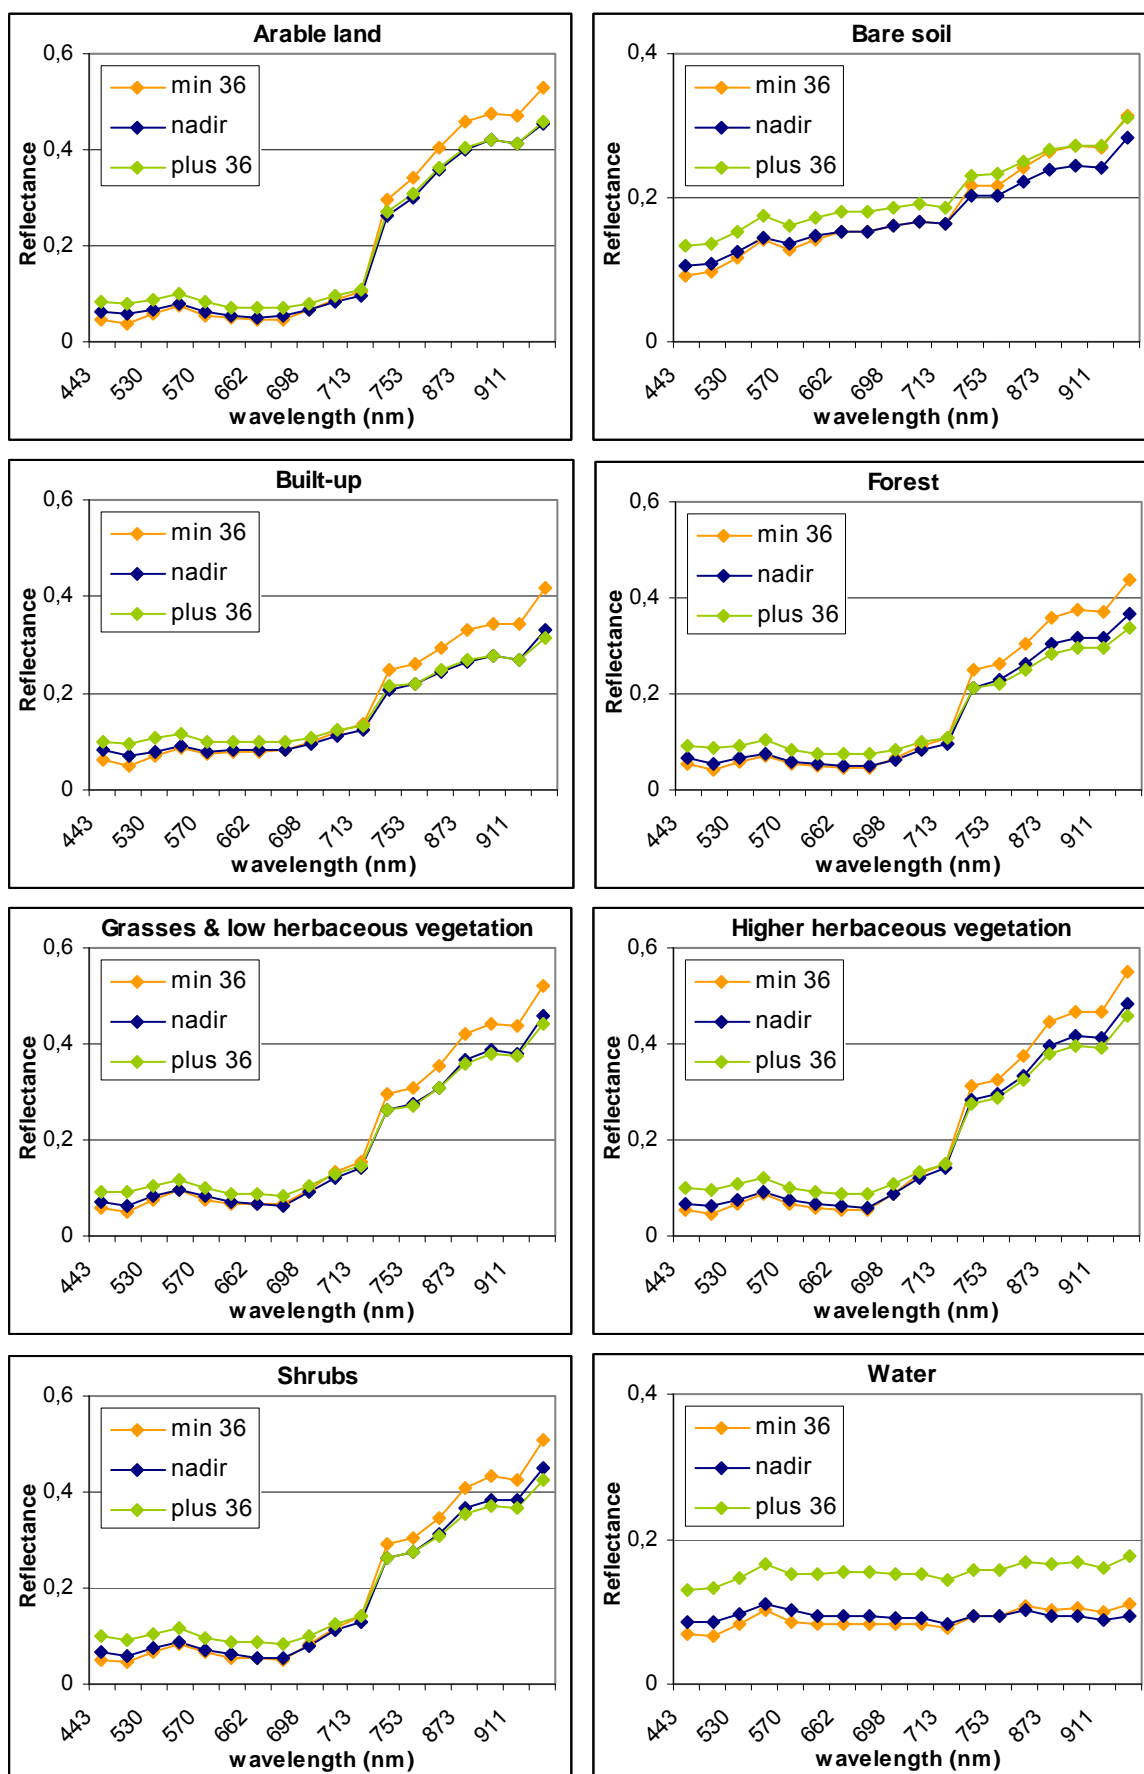 Arable land
0,6
0,4
0,2
0
Reflectance
min 36
nadir
plus 36
443 530 570 662 698 713 753 873 911
wavelength (nm)
Bare soil
0,4
0,2
0
Reflectance
min 36
nadir
plus 36
443 530 570 662 698 713 753 873 911
wavelength (nm)
Built-up
0,6
0,4
0,2
0
Reflectance
min 36
nadir
plus 36
443 530 570 662 698 713 753 873 911
wavelength (nm)
Forest
0,6
0,4
0,2
0
Reflectance
min 36
nadir
plus 36
443 530 570 662 698 713 753 873 911
wavelength (nm)
Grasses & low herbaceous vegetation
0,6
0,4
0,2
0
Reflectance
min 36
nadir
plus 36
443 530 570 662 698 713 753 873 911
wavelength (nm)
Higher herbaceous vegetation
0,6
0,4
0,2
0
Reflectance
min 36
nadir
plus 36
443 530 570 662 698 713 753 873 911
wavelength (nm)
Shrubs
0,6
0,4
0,2
0
Reflectance
min 36
nadir
plus 36
443 530 570 662 698 713 753 873 911
wavelength (nm)
Water
0,4
0,2
0
Reflectance
min 36
nadir
plus 36
443 530 570 662 698 713 753 873 911
wavelength (nm)